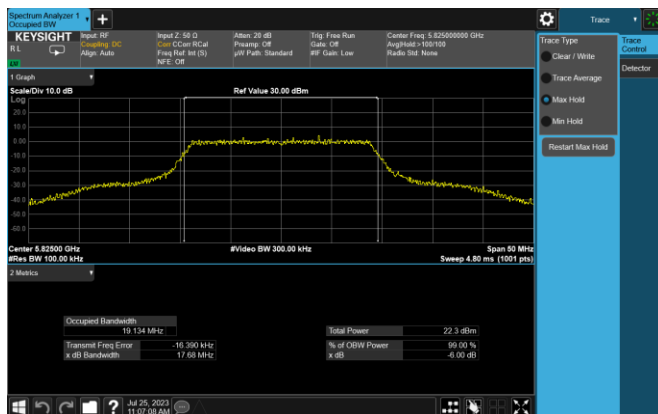 Spectrum Analyzer 1
Occupied BW
Trace
KEYSIGHT
R L
Input: RF
Coupling: DC
Align: Auto
Input Z: 50 Ω
Corr CCorr RCal
Freq Ref: Int (S)
NFE: Off
Atten: 20 dB
Preamp: Off
µW Path: Standard
Trig: Free Run
Gate: Off
#IF Gain: Low
Center Freq: 5.825000000 GHz
Avg|Hold:>100/100
Radio Std: None
Trace Type
Clear / Write
Trace Average
Max Hold
Min Hold
Restart Max Hold
Trace
Control
Detector
1 Graph
Scale/Div 10.0 dB
Ref Value 30.00 dBm
Log
20.0
10.0
0.00
-10.0
-20.0
-30.0
-40.0
-50.0
-60.0
Center 5.82500 GHz
#Video BW 300.00 kHz
Span 50 MHz
#Res BW 100.00 kHz
Sweep 4.80 ms (1001 pts)
2 Metrics
Occupied Bandwidth
19.134 MHz
Total Power
22.3 dBm
Transmit Freq Error
-16.390 kHz
% of OBW Power
99.00 %
x dB Bandwidth
17.68 MHz
x dB
-6.00 dB
Jul 25, 2023
11:07:08 AM